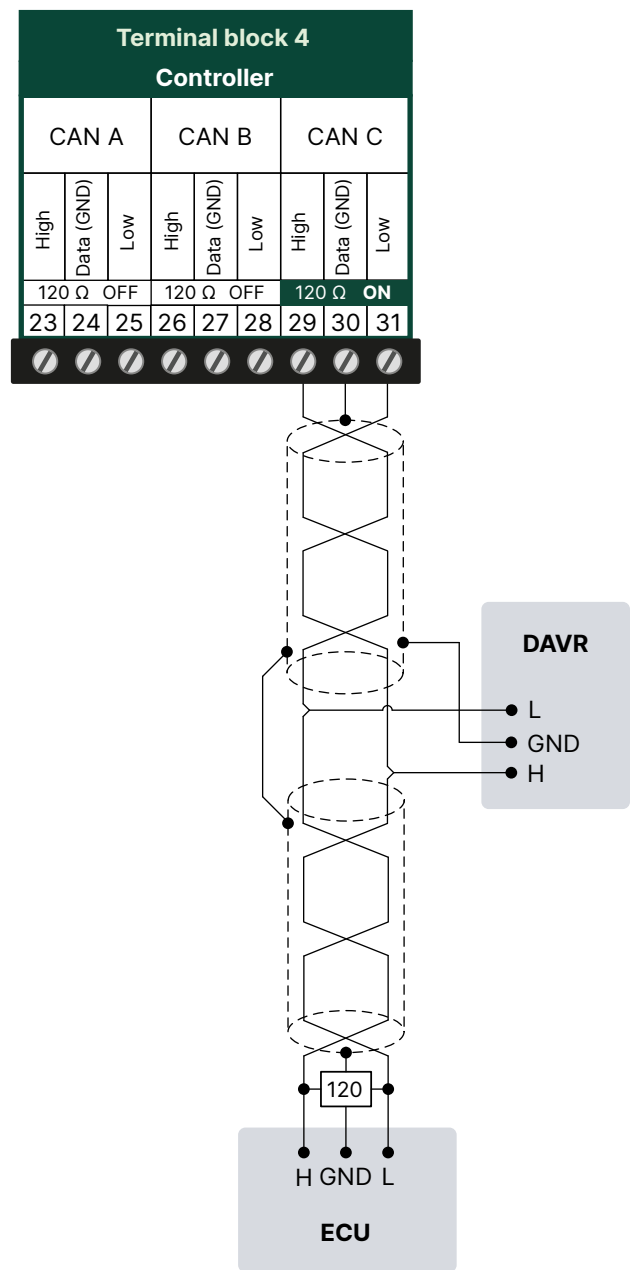 Terminal block 4
Controller
CAN A CAN B CAN C
High Data (GND) Low High Data (GND) Low High Data (GND) Low
120 Ω OFF 120 Ω OFF 120 Ω ON
23 24 25 26 27 28 29 30 31
DAVR
L
GND
H
120
H GND L
ECU